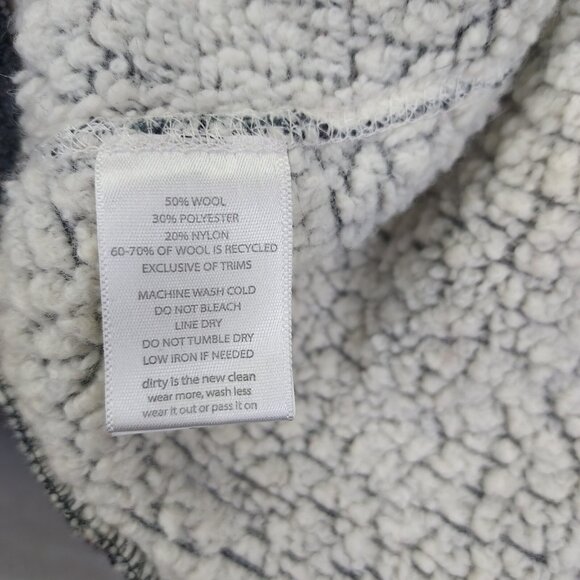 50% WOOL
30% POLYESTER
20% NYLON
60-70% OF WOOL IS RECYCLED
EXCLUSIVE OF TRIMS
MACHINE WASH COLD
DO NOT BLEACH
LINE DRY
DO NOT TUMBLE DRY
LOW IRON IF NEEDED
dirty is the new clean
wear more, wash less
wear it out or pass it on